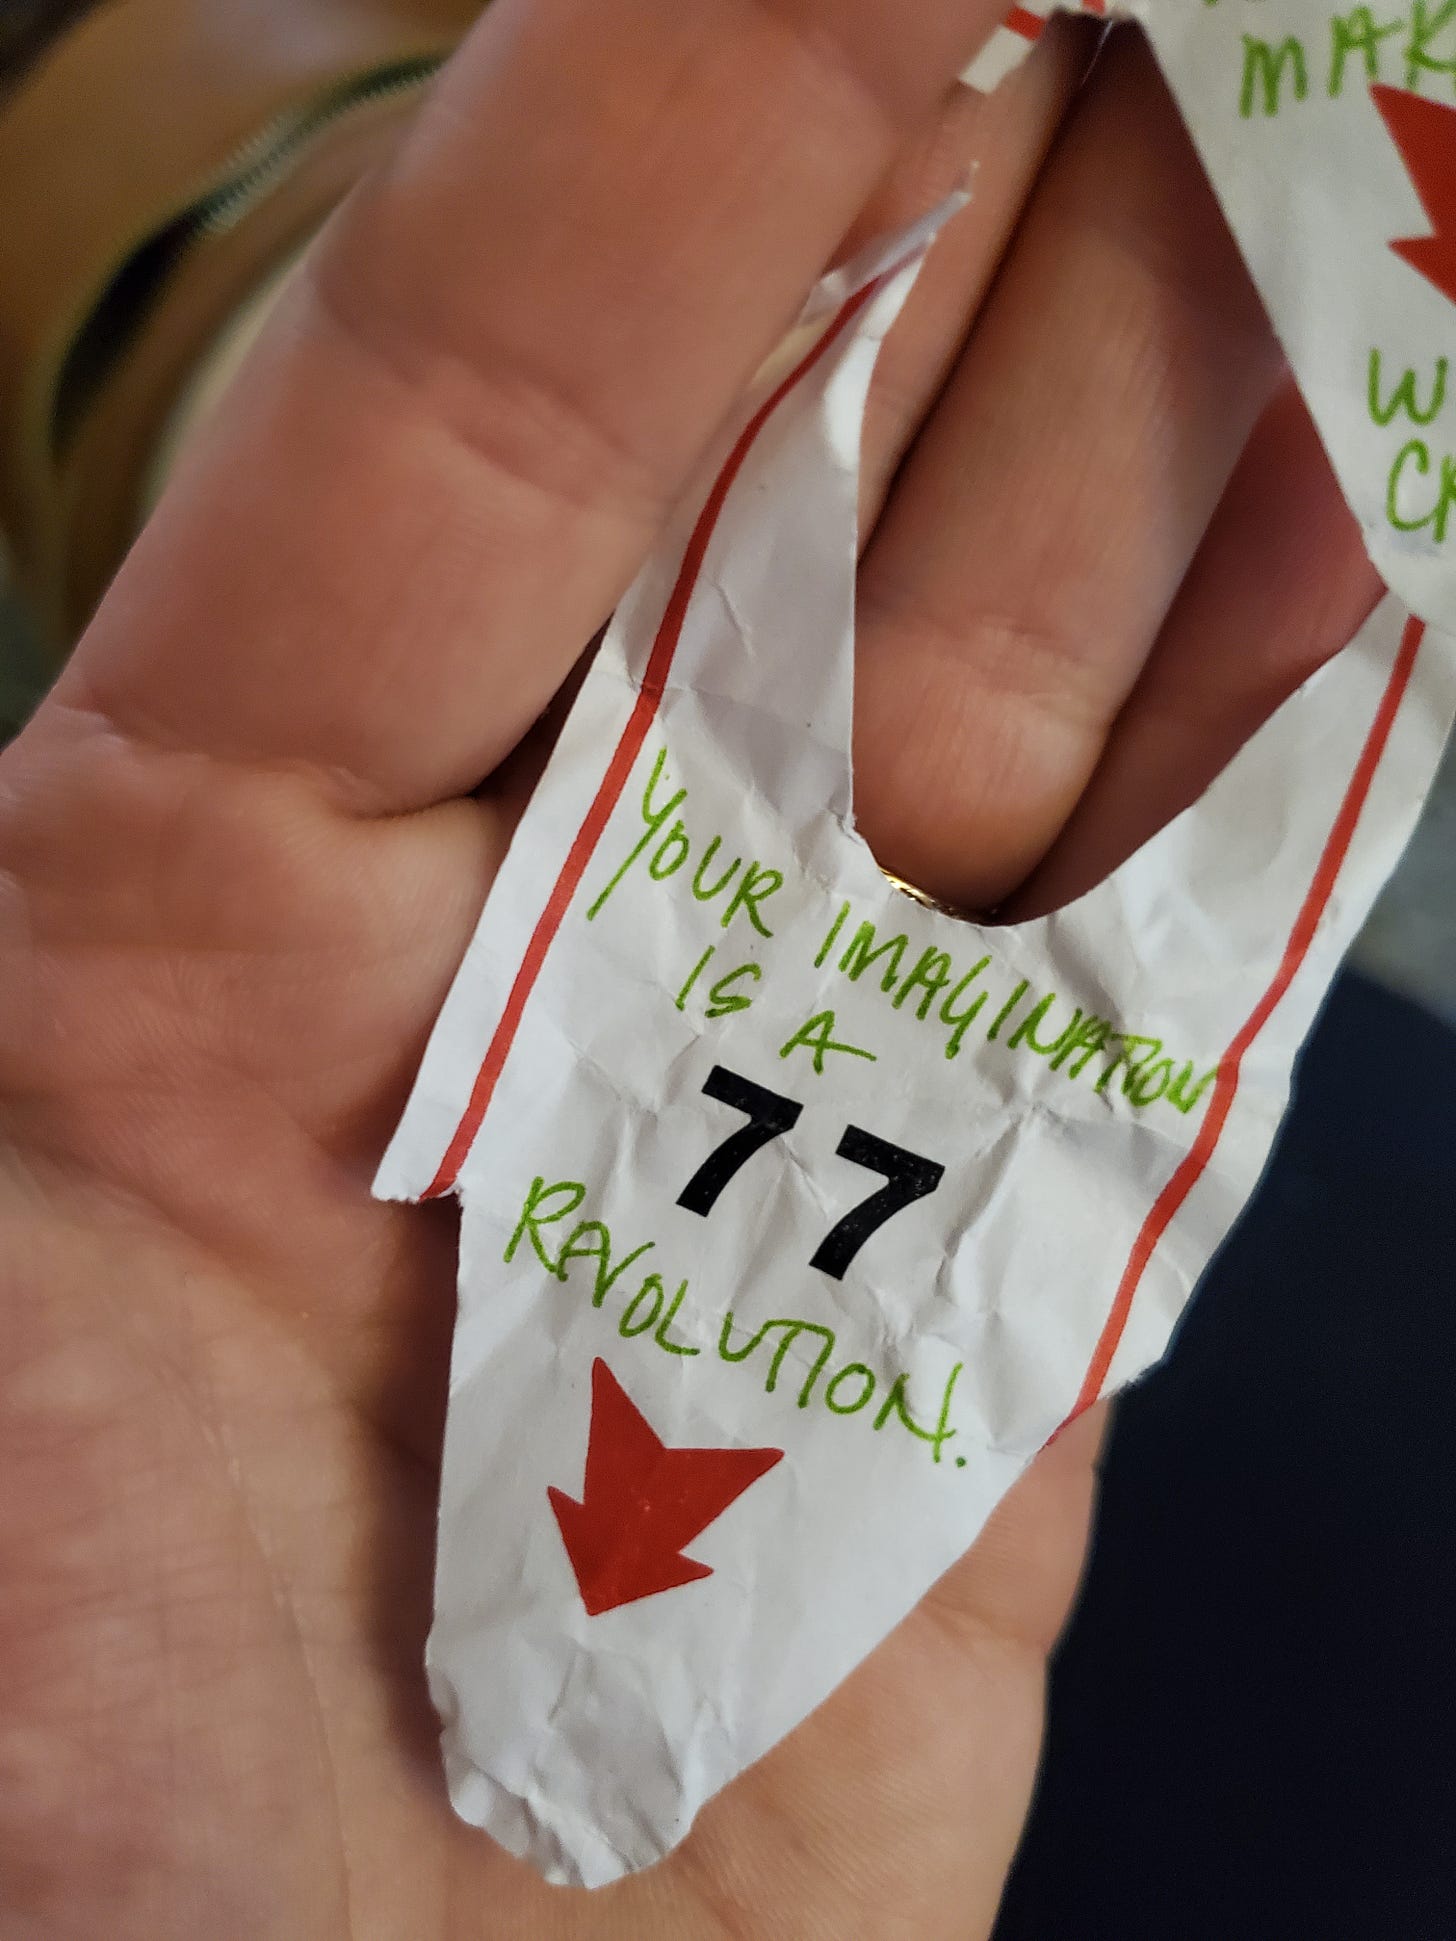 YOUR IMAGINATION
IS A
77
REVOLUTION.